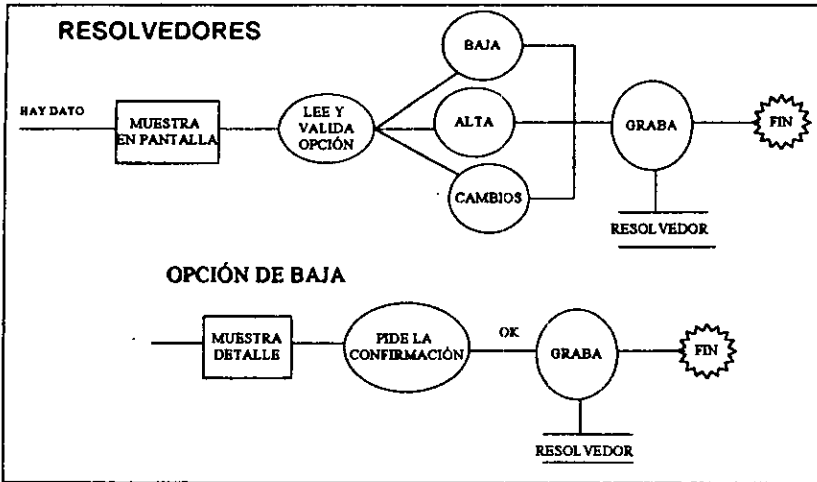 RESOLVEDORES
BAJA
HAY DATO
MUESTRA
EN PANTALLA
LEE Y
VALIDA
OPCIÓN
ALTA
GRABA
FIN
CAMBIOS
RESOLVEDOR
OPCIÓN DE BAJA
MUESTRA
DETALLE
PIDE LA
CONFIRMACIÓN
OK
GRABA
FIN
RESOLVEDOR